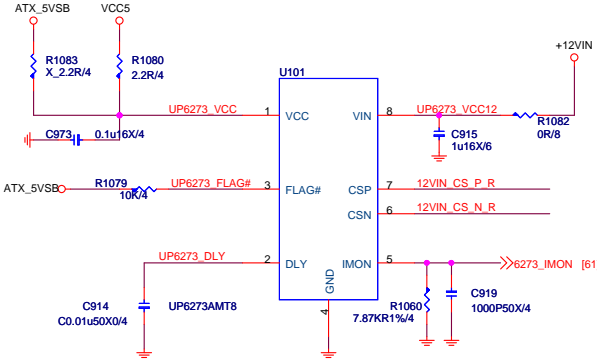 ATX_5VSB
VCC5
+12VIN
R1083
X_2.2R/4
R1080
2.2R/4
U101
UP6273_VCC
1
VCC
VIN
8
UP6273_VCC12
R1082
0R/8
C973
0.1u16X/4
C915
1u16X/6
ATX_5VSB
R1079
10K/4
UP6273_FLAG#
3
FLAG#
CSP
7
12VIN_CS_P_R
CSN
6
12VIN_CS_N_R
UP6273_DLY
2
DLY
IMON
5
6273_IMON [61
GND
4
C914
C0.01u50X0/4
UP6273AMT8
R1060
7.87KR1%/4
C919
1000P50X/4